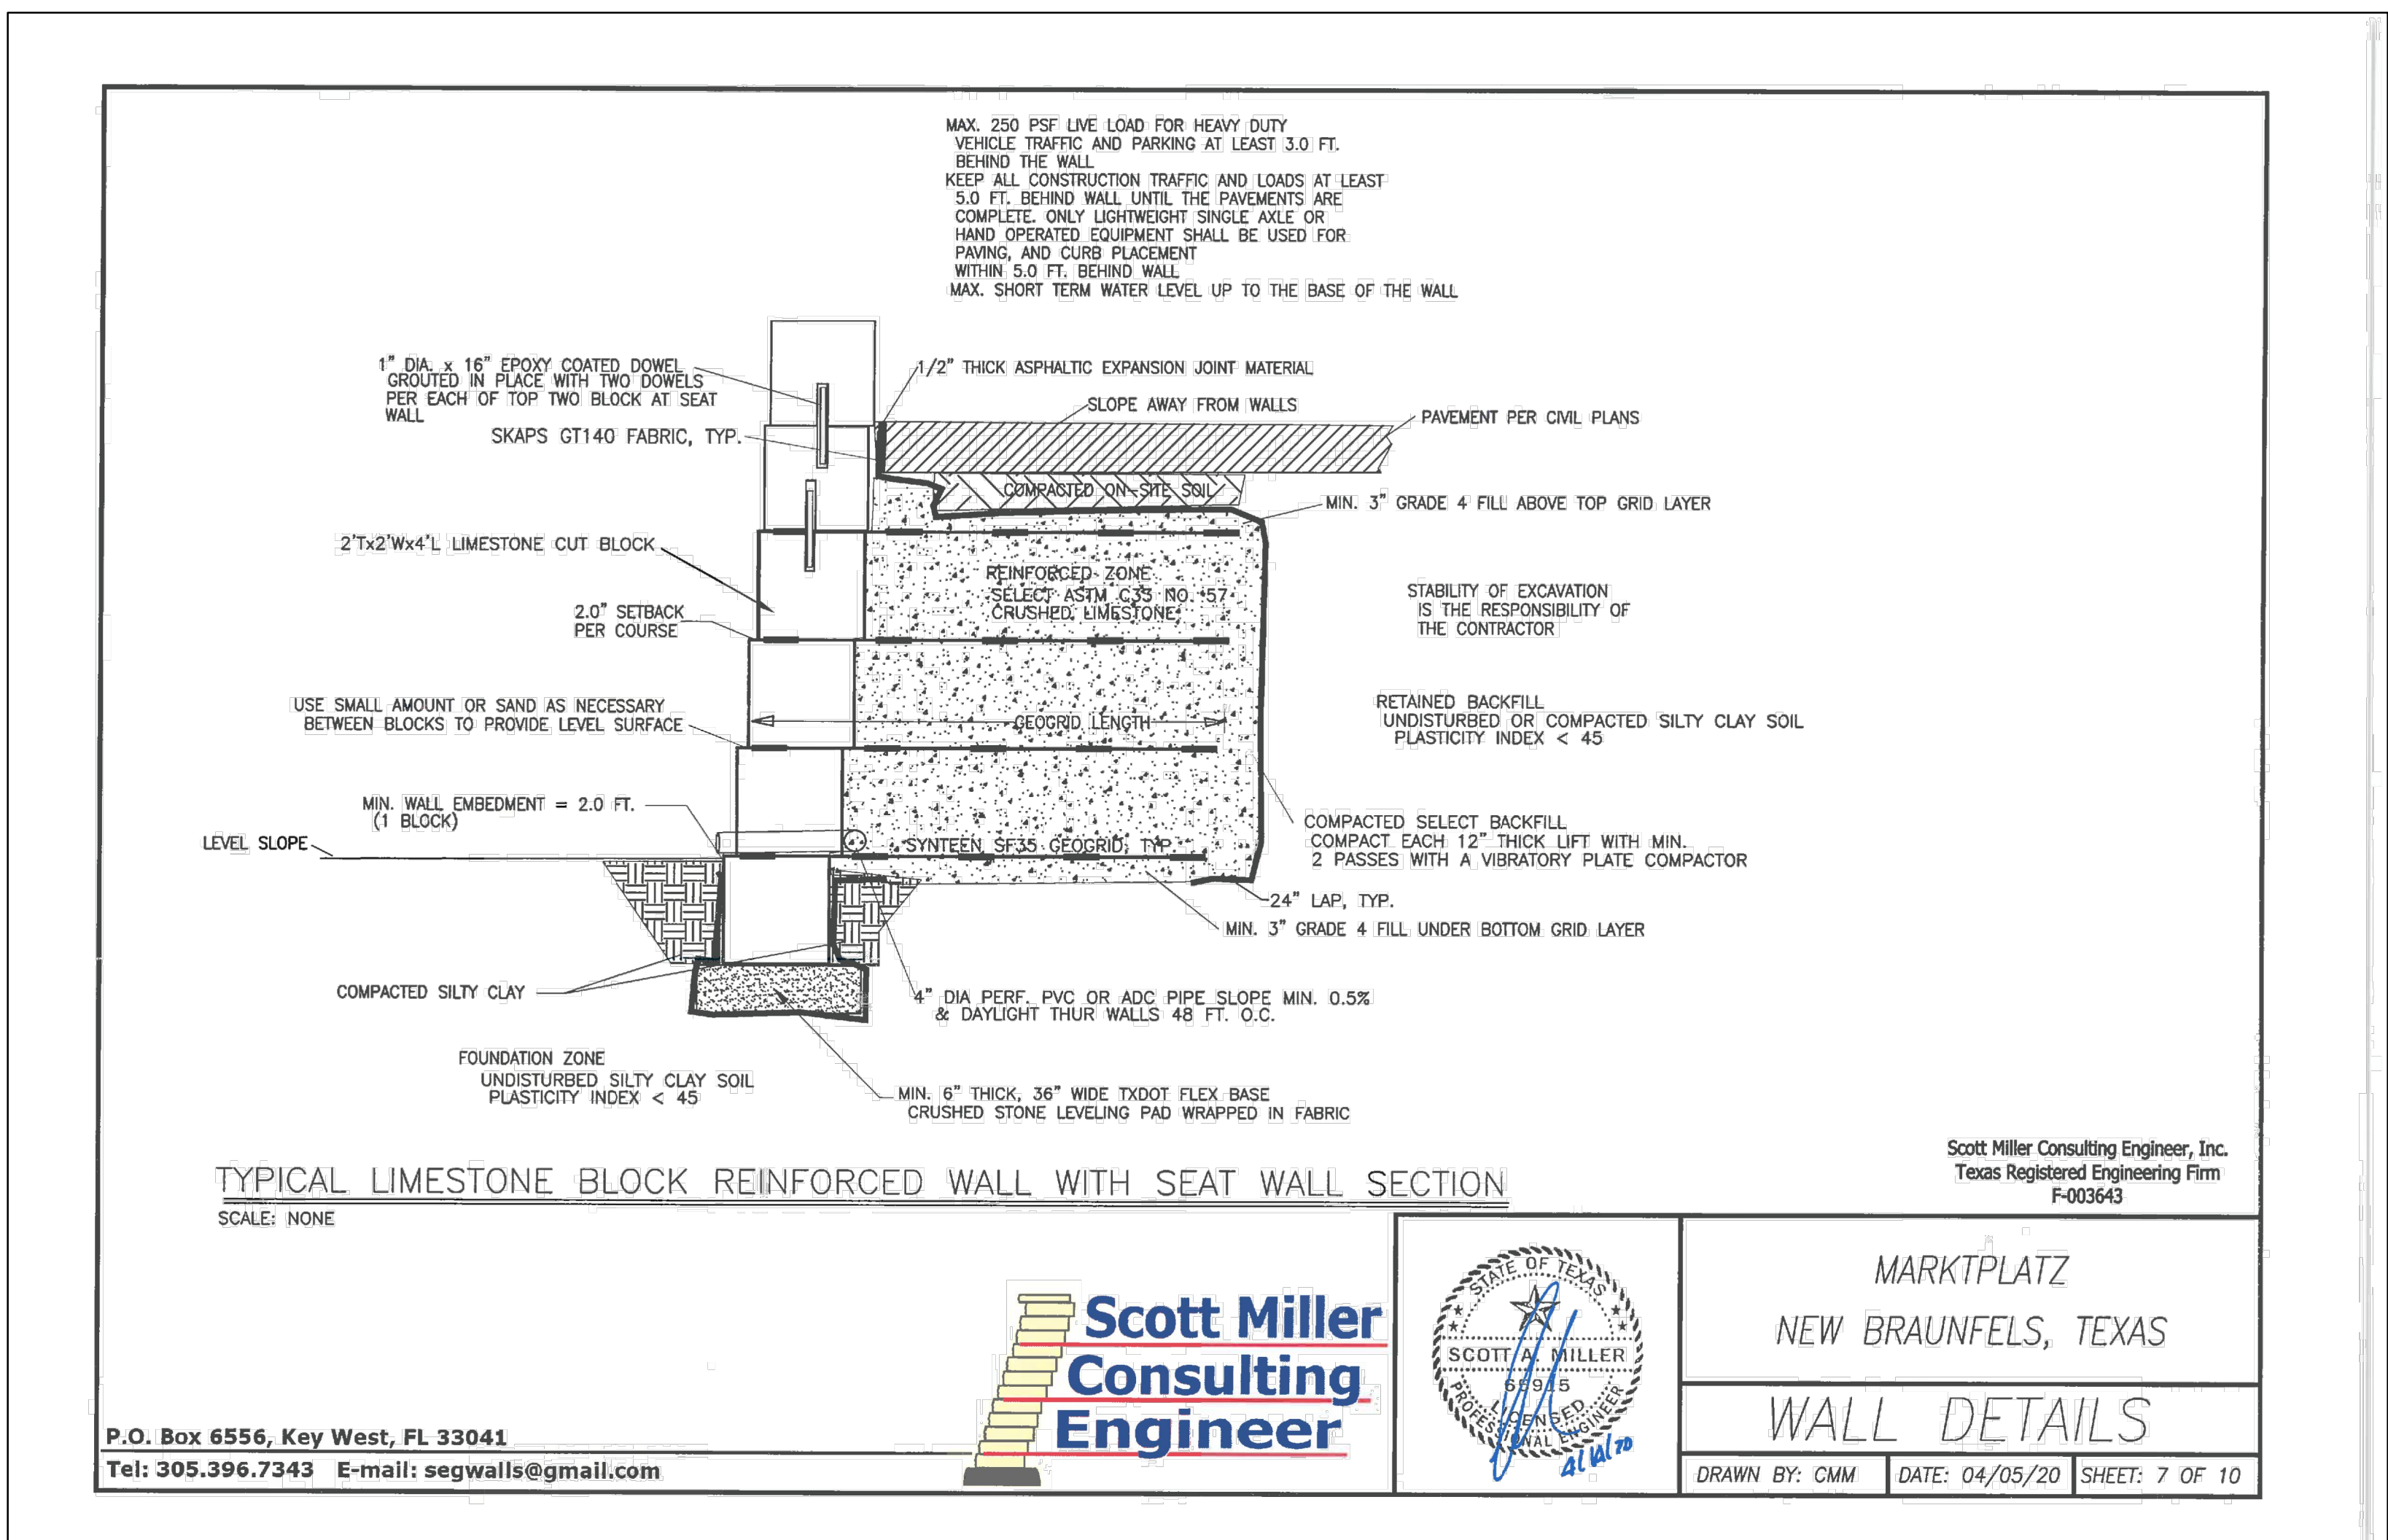 MAX. 250 PSF LIVE LOAD FOR HEAVY DUTY
VEHICLE TRAFFIC AND PARKING AT LEAST 3.0 FT.
BEHIND THE WALL
KEEP ALL CONSTRUCTION TRAFFIC AND LOADS AT LEAST
5.0 FT. BEHIND WALL UNTIL THE PAVEMENTS ARE
COMPLETE. ONLY LIGHTWEIGHT SINGLE AXLE OR
HAND OPERATED EQUIPMENT SHALL BE USED FOR
PAVING, AND CURB PLACEMENT
WITHIN 5.0 FT. BEHIND WALL
MAX. SHORT TERM WATER LEVEL UP TO THE BASE OF THE WALL
1" DIA. x 16" EPOXY COATED DOWEL
GROUTED IN PLACE WITH TWO DOWELS
PER EACH OF TOP TWO BLOCK AT SEAT
WALL
SKAPS GT140 FABRIC, TYP.
1/2" THICK ASPHALTIC EXPANSION JOINT MATERIAL
SLOPE AWAY FROM WALLS
PAVEMENT PER CIVIL PLANS
COMPACTED ON-SITE SOIL
MIN. 3" GRADE 4 FILL ABOVE TOP GRID LAYER
2'Tx2'Wx4'L LIMESTONE CUT BLOCK
REINFORCED ZONE
SELECT ASTM C33 NO. 57
CRUSHED LIMESTONE
2.0" SETBACK
PER COURSE
STABILITY OF EXCAVATION
IS THE RESPONSIBILITY OF
THE CONTRACTOR
USE SMALL AMOUNT OR SAND AS NECESSARY
BETWEEN BLOCKS TO PROVIDE LEVEL SURFACE
GEOGRID LENGTH
RETAINED BACKFILL
UNDISTURBED OR COMPACTED SILTY CLAY SOIL
PLASTICITY INDEX < 45
MIN. WALL EMBEDMENT = 2.0 FT.
(1 BLOCK)
LEVEL SLOPE
SYNTEEN SF35 GEOGRID, TYP.
COMPACTED SELECT BACKFILL
COMPACT EACH 12" THICK LIFT WITH MIN.
2 PASSES WITH A VIBRATORY PLATE COMPACTOR
24" LAP, TYP.
MIN. 3" GRADE 4 FILL UNDER BOTTOM GRID LAYER
COMPACTED SILTY CLAY
4" DIA PERF. PVC OR ADC PIPE SLOPE MIN. 0.5%
& DAYLIGHT THUR WALLS 48 FT. O.C.
FOUNDATION ZONE
UNDISTURBED SILTY CLAY SOIL
PLASTICITY INDEX < 45
MIN. 6" THICK, 36" WIDE TXDOT FLEX BASE
CRUSHED STONE LEVELING PAD WRAPPED IN FABRIC
TYPICAL LIMESTONE BLOCK REINFORCED WALL WITH SEAT WALL SECTION
SCALE: NONE
Scott Miller Consulting Engineer, Inc.
Texas Registered Engineering Firm
F-003643
P.O. Box 6556, Key West, FL 33041
Tel: 305.396.7343 E-mail: segwalls@gmail.com
Scott Miller
Consulting
Engineer
STATE OF TEXAS
SCOTT A. MILLER
65915
LICENSED
PROFESSIONAL ENGINEER
MARKTPLATZ
NEW BRAUNFELS, TEXAS
WALL DETAILS
DRAWN BY: CMM
DATE: 04/05/20
SHEET: 7 OF 10